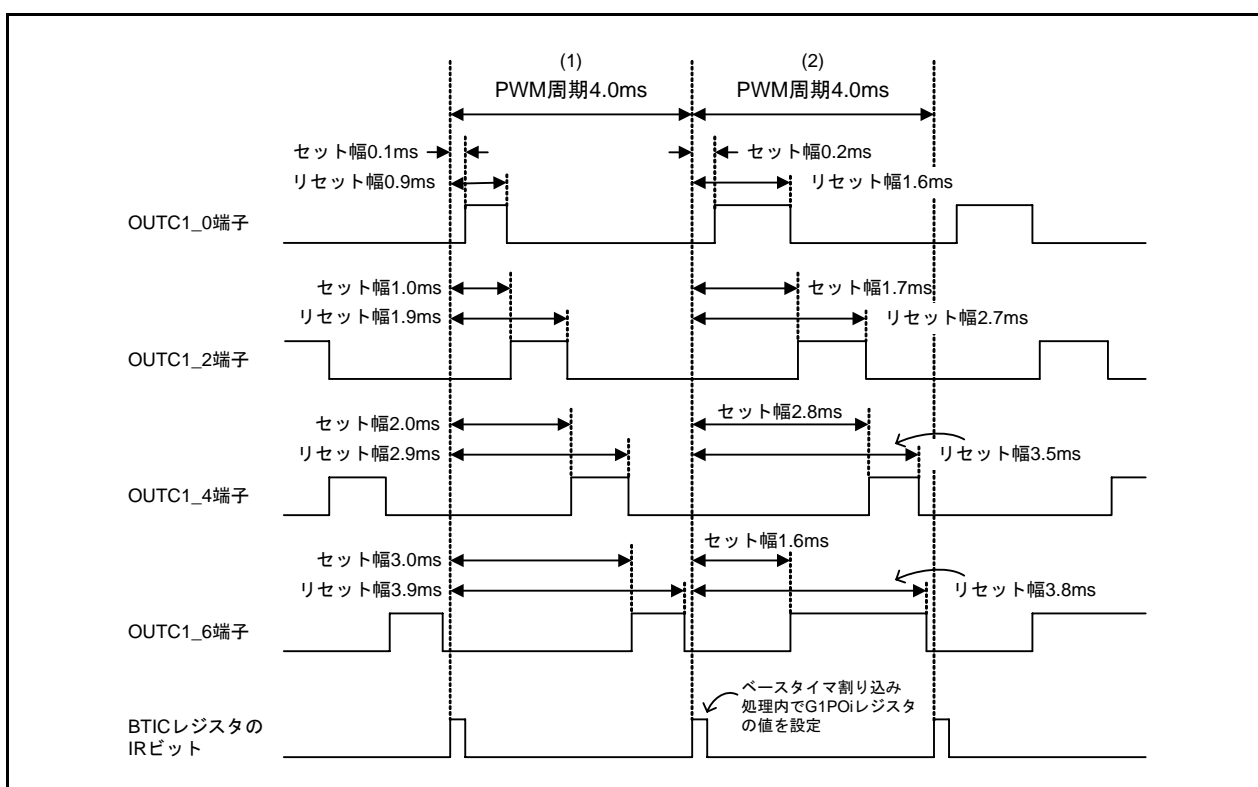 (1)
PWM周期4.0ms
(2)
PWM周期4.0ms
セット幅0.1ms
リセット幅0.9ms
セット幅0.2ms
リセット幅1.6ms
OUTC1_0端子
セット幅1.0ms
リセット幅1.9ms
セット幅1.7ms
リセット幅2.7ms
OUTC1_2端子
セット幅2.0ms
リセット幅2.9ms
セット幅2.8ms
リセット幅3.5ms
OUTC1_4端子
セット幅3.0ms
リセット幅3.9ms
セット幅1.6ms
リセット幅3.8ms
OUTC1_6端子
ベースタイマ割り込み
処理内でG1POiレジスタ
の値を設定
BTICレジスタの
IRビット